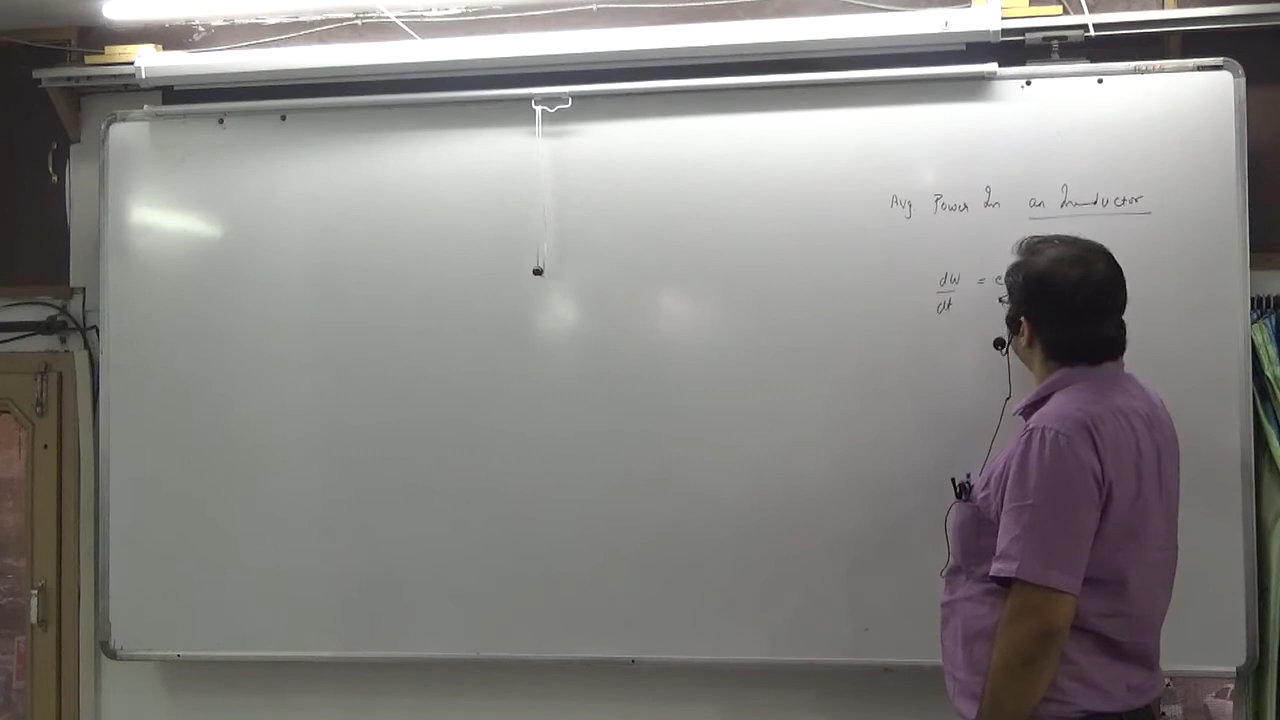 Avg Power In an Inductor
dW/dt = e